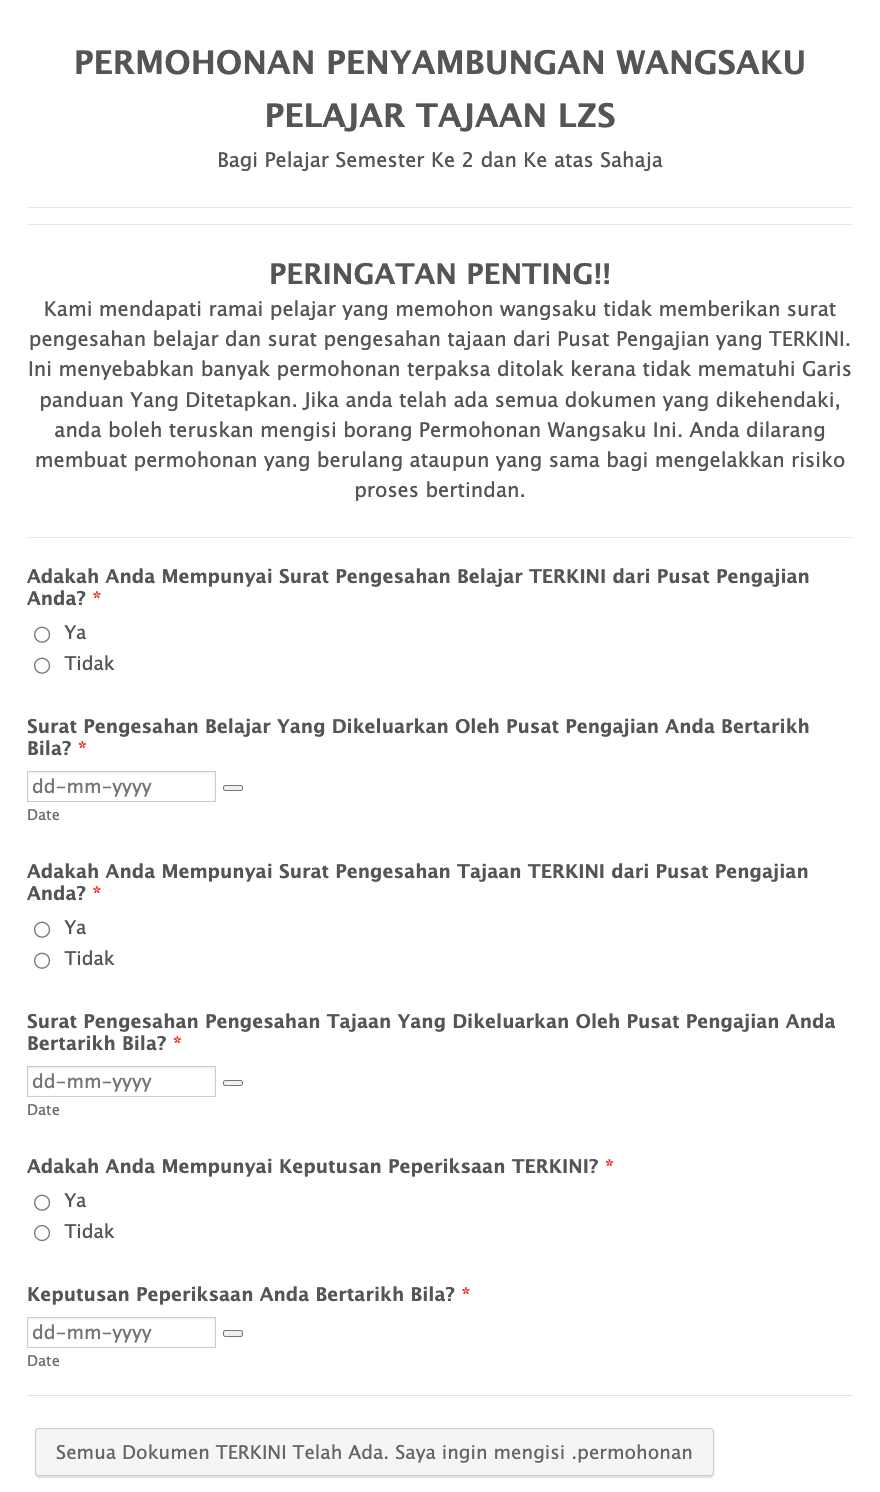 PERMOHONAN PENYAMBUNGAN WANGSAKU
PELAJAR TAJAAN LZS
Bagi Pelajar Semester Ke 2 dan Ke atas Sahaja
PERINGATAN PENTING!!
Kami mendapati ramai pelajar yang memohon wangsaku tidak memberikan surat
pengesahan belajar dan surat pengesahan tajaan dari Pusat Pengajian yang TERKINI.
Ini menyebabkan banyak permohonan terpaksa ditolak kerana tidak mematuhi Garis
panduan Yang Ditetapkan. Jika anda telah ada semua dokumen yang dikehendaki,
anda boleh teruskan mengisi borang Permohonan Wangsaku Ini. Anda dilarang
membuat permohonan yang berulang ataupun yang sama bagi mengelakkan risiko
proses bertindan.
Adakah Anda Mempunyai Surat Pengesahan Belajar TERKINI dari Pusat Pengajian
Anda? *
Ya
Tidak
Surat Pengesahan Belajar Yang Dikeluarkan Oleh Pusat Pengajian Anda Bertarikh
Bila? *
dd-mm-yyyy
Date
Adakah Anda Mempunyai Surat Pengesahan Tajaan TERKINI dari Pusat Pengajian
Anda? *
Ya
Tidak
Surat Pengesahan Pengesahan Tajaan Yang Dikeluarkan Oleh Pusat Pengajian Anda
Bertarikh Bila? *
dd-mm-yyyy
Date
Adakah Anda Mempunyai Keputusan Peperiksaan TERKINI? *
Ya
Tidak
Keputusan Peperiksaan Anda Bertarikh Bila? *
dd-mm-yyyy
Date
Semua Dokumen TERKINI Telah Ada. Saya ingin mengisi .permohonan